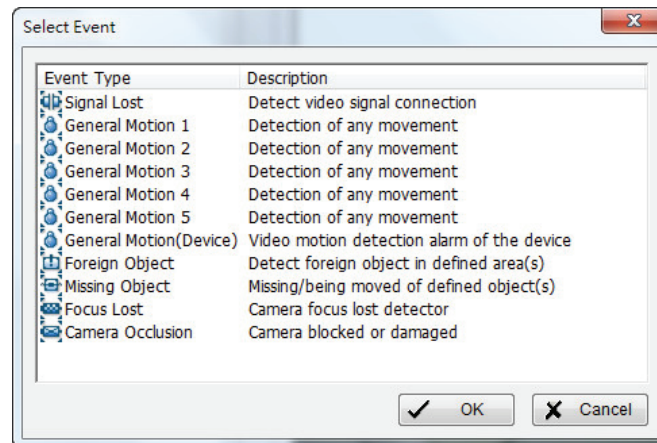 Select Event
Event Type Description
Signal Lost Detect video signal connection
General Motion 1 Detection of any movement
General Motion 2 Detection of any movement
General Motion 3 Detection of any movement
General Motion 4 Detection of any movement
General Motion 5 Detection of any movement
General Motion(Device) Video motion detection alarm of the device
Foreign Object Detect foreign object in defined area(s)
Missing Object Missing/being moved of defined object(s)
Focus Lost Camera focus lost detector
Camera Occlusion Camera blocked or damaged
OK Cancel